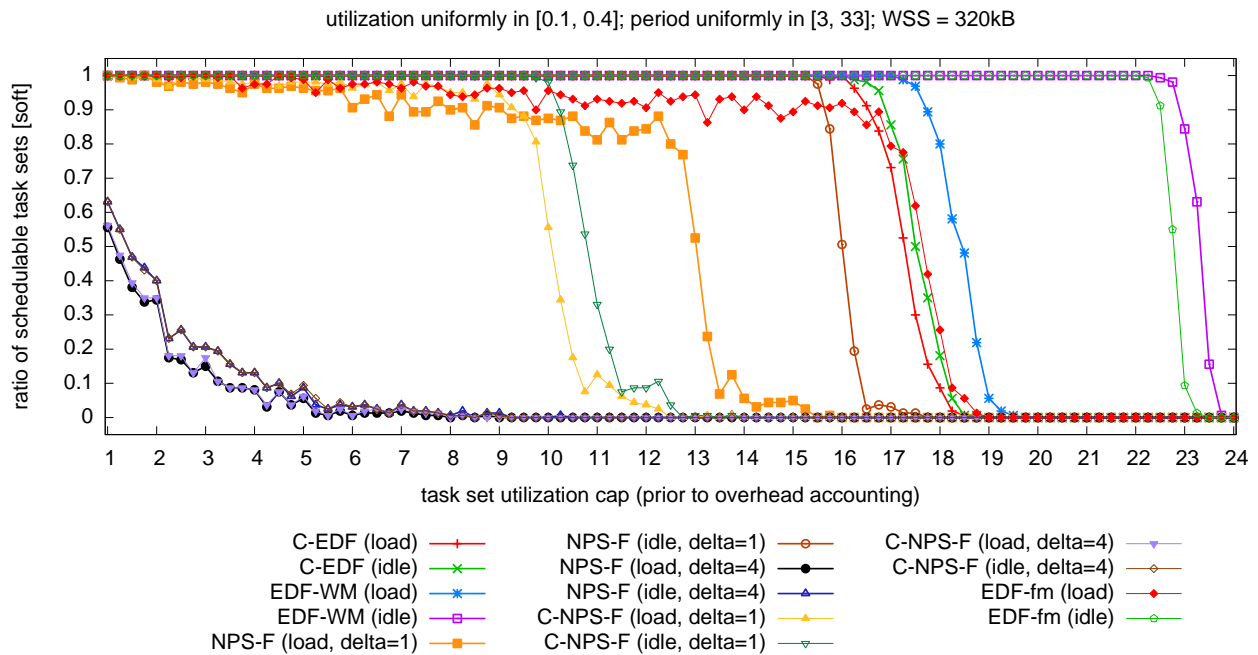 utilization uniformly in [0.1, 0.4]; period uniformly in [3, 33]; WSS = 320kB
ratio of schedulable task sets [soft]
1
0.9
0.8
0.7
0.6
0.5
0.4
0.3
0.2
0.1
0
1 2 3 4 5 6 7 8 9 10 11 12 13 14 15 16 17 18 19 20 21 22 23 24
task set utilization cap (prior to overhead accounting)
C-EDF (load)
C-EDF (idle)
EDF-WM (load)
EDF-WM (idle)
NPS-F (load, delta=1)
NPS-F (idle, delta=1)
NPS-F (load, delta=4)
NPS-F (idle, delta=4)
C-NPS-F (load, delta=1)
C-NPS-F (idle, delta=1)
C-NPS-F (load, delta=4)
C-NPS-F (idle, delta=4)
EDF-fm (load)
EDF-fm (idle)